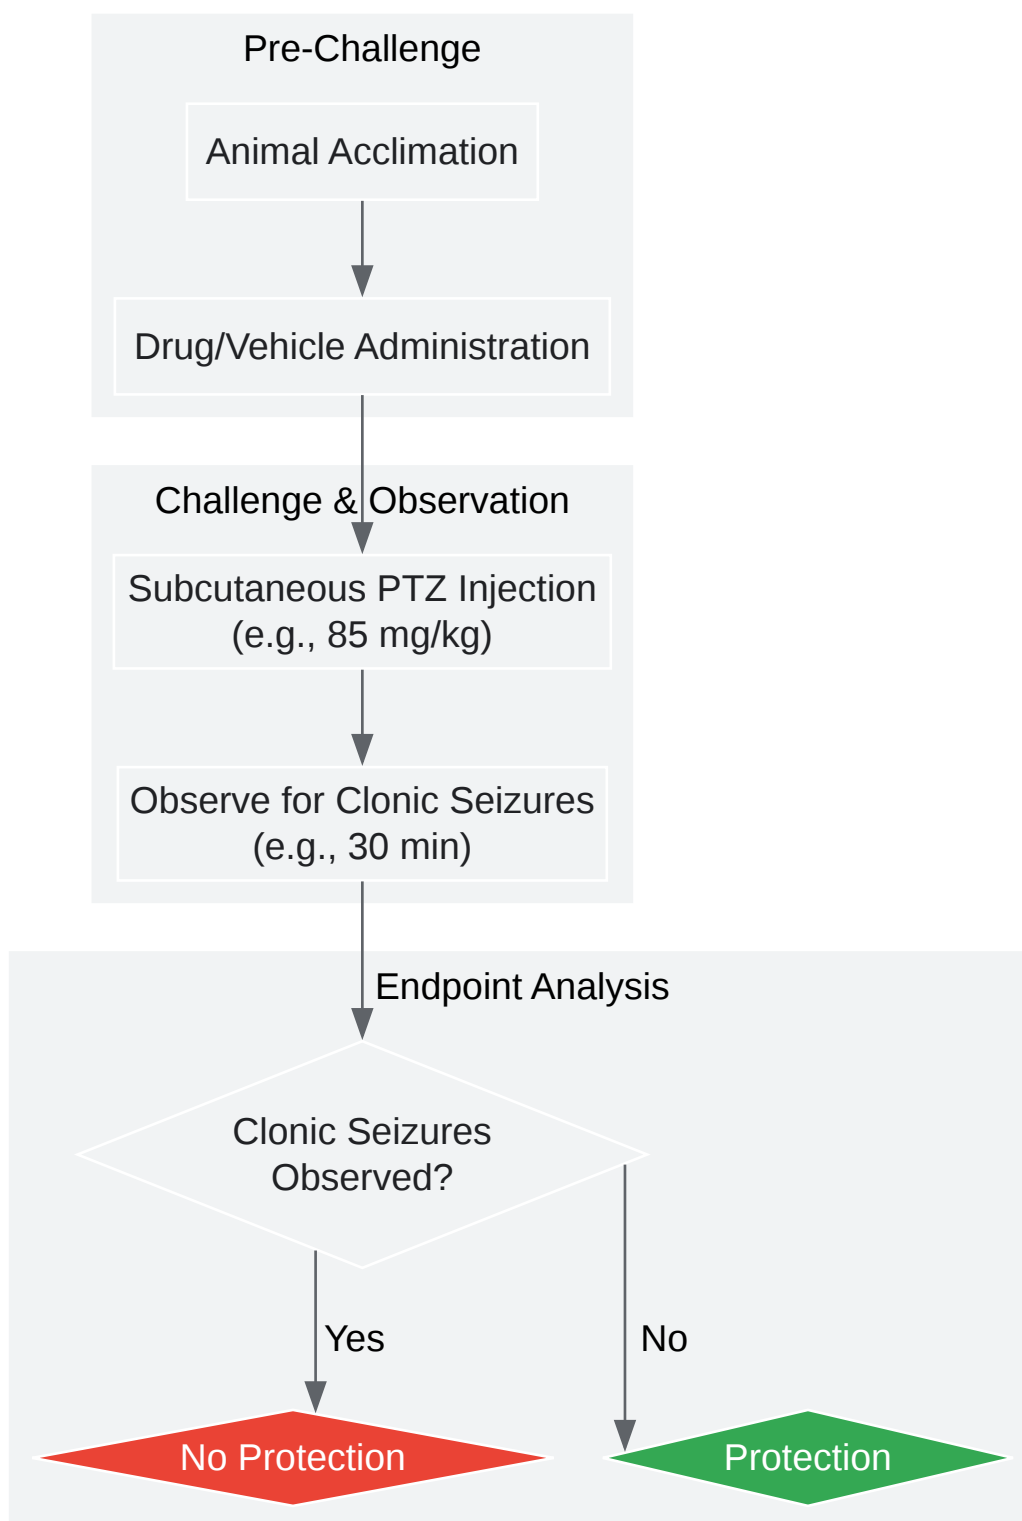 Pre-Challenge
Animal Acclimation
Drug/Vehicle Administration
Challenge & Observation
Subcutaneous PTZ Injection
(e.g., 85 mg/kg)
Observe for Clonic Seizures
(e.g., 30 min)
Endpoint Analysis
Clonic Seizures
Observed?
Yes
No
No Protection
Protection